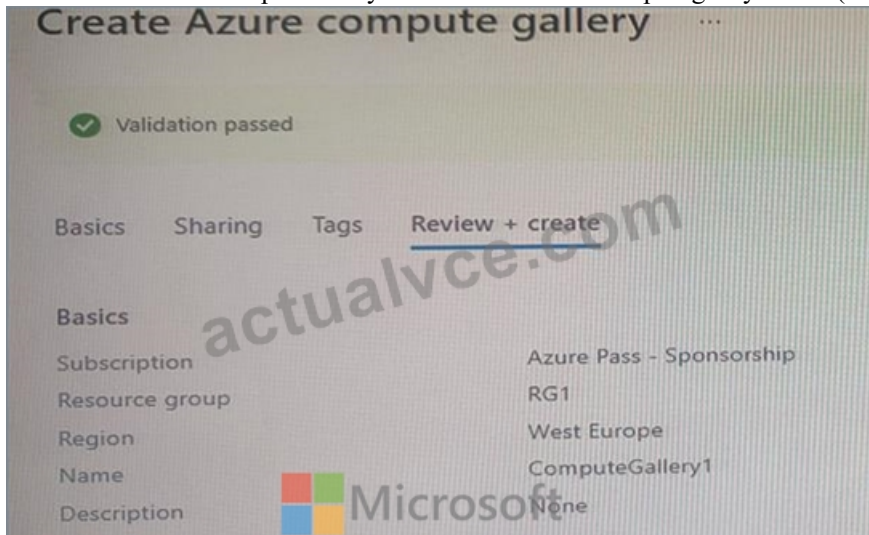 Create Azure compute gallery ...
Validation passed
Basics Sharing Tags Review + create
actualvce.com
Basics
Subscription Azure Pass - Sponsorship
Resource group RG1
Region West Europe
Name ComputeGallery1
Description None
Microsoft